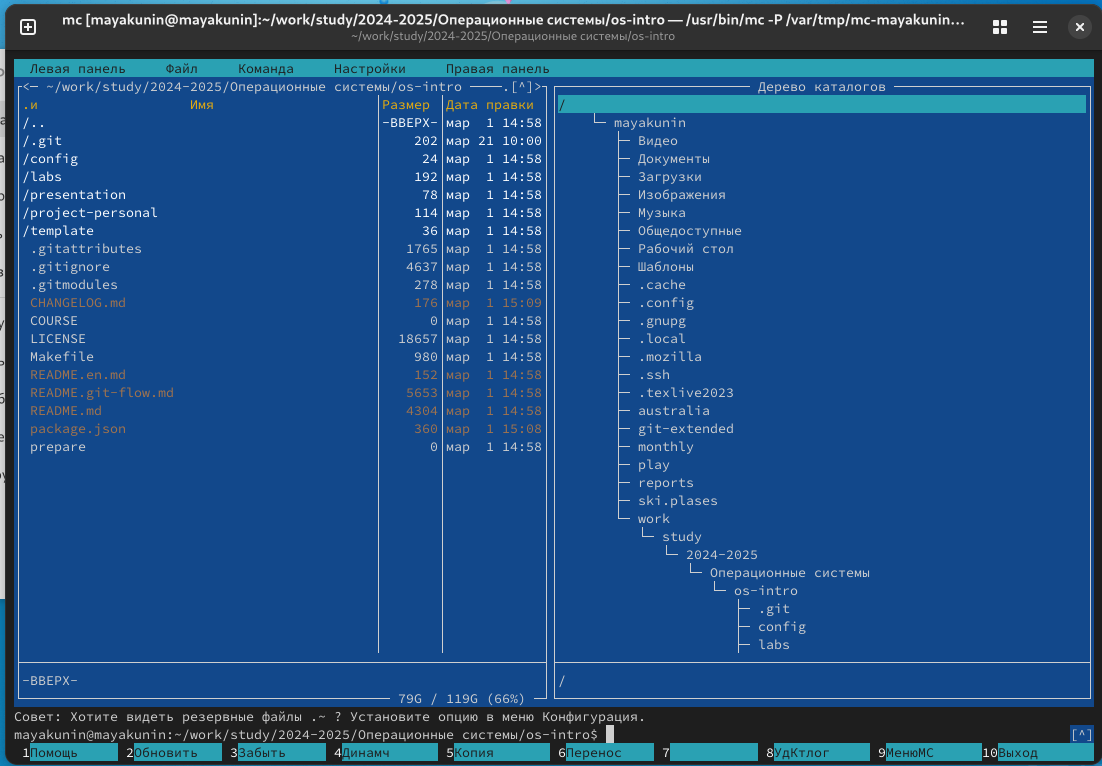 mc [mayakunin@mayakunin]:~/work/study/2024-2025/Операционные системы/os-intro — /usr/bin/mc -P /var/tmp/mc-mayakunin…
~/work/study/2024-2025/Операционные системы/os-intro
Левая панель Файл Команда Настройки Правая панель
<— ~/work/study/2024-2025/Операционные системы/os-intro ————.[^]>
.и Имя Размер Дата правки
/.. -ВВЕРХ- мар 1 14:58
/.git 202 мар 21 10:00
/config 24 мар 1 14:58
/labs 192 мар 1 14:58
/presentation 78 мар 1 14:58
/project-personal 114 мар 1 14:58
/template 36 мар 1 14:58
.gitattributes 1765 мар 1 14:58
.gitignore 4637 мар 1 14:58
.gitmodules 278 мар 1 14:58
CHANGELOG.md 176 мар 1 15:09
COURSE 0 мар 1 14:58
LICENSE 18657 мар 1 14:58
Makefile 980 мар 1 14:58
README.en.md 152 мар 1 14:58
README.git-flow.md 5653 мар 1 14:58
README.md 4304 мар 1 14:58
package.json 360 мар 1 15:08
prepare 0 мар 1 14:58
-ВВЕРХ-
79G / 119G (66%)
Дерево каталогов
/
mayakunin
Видео
Документы
Загрузки
Изображения
Музыка
Общедоступные
Рабочий стол
Шаблоны
.cache
.config
.gnupg
.local
.mozilla
.ssh
.texlive2023
australia
git-extended
monthly
play
reports
ski.plases
work
study
2024-2025
Операционные системы
os-intro
.git
config
labs
/
Совет: Хотите видеть резервные файлы .~ ? Установите опцию в меню Конфигурация.
mayakunin@mayakunin:~/work/study/2024-2025/Операционные системы/os-intro$ [^]
1Помощь 2Обновить 3Забыть 4Динамч 5Копия 6Перенос 7 8УдКтлог 9МенюМС 10Выход